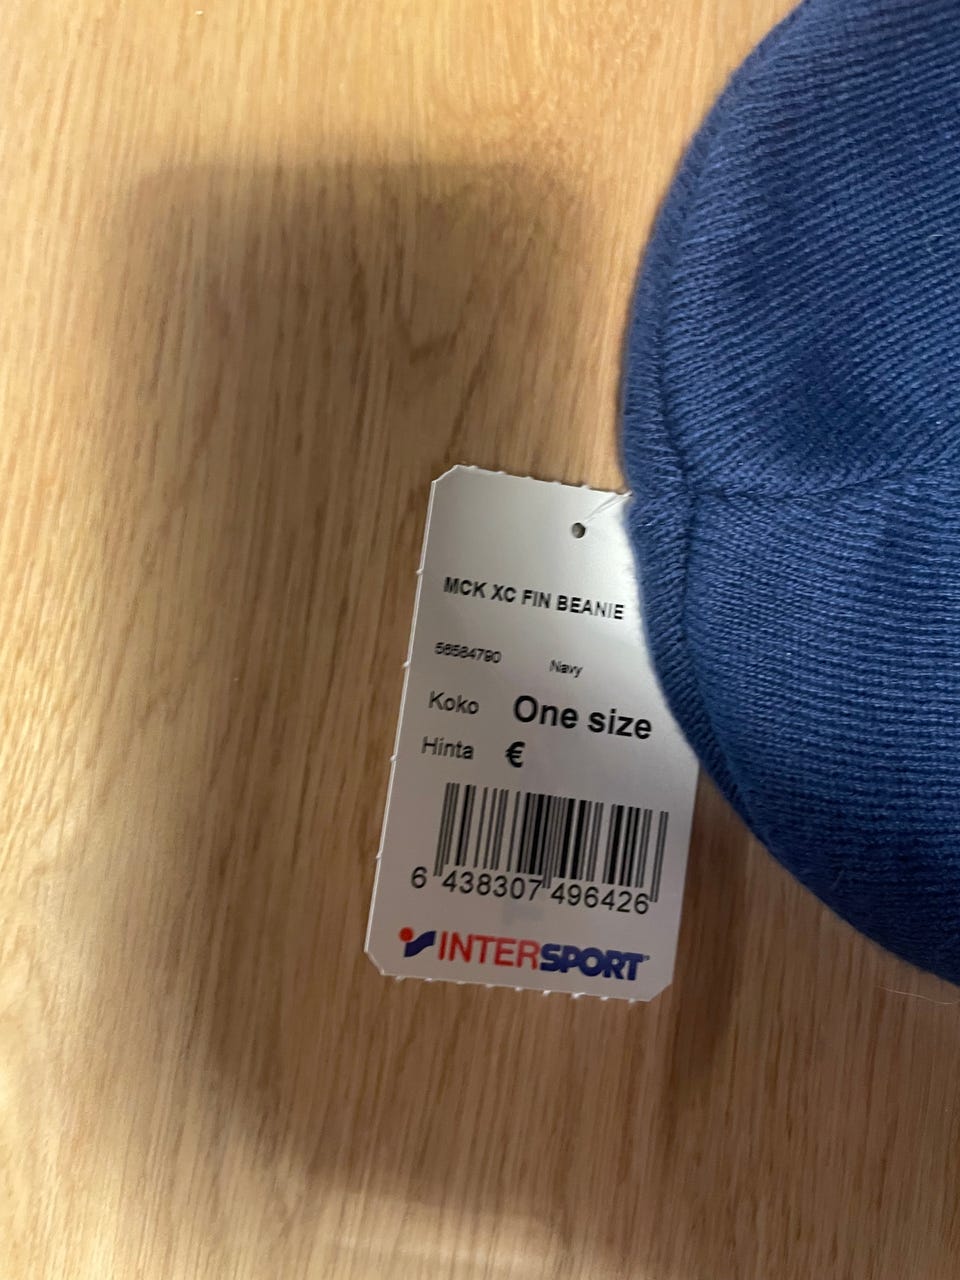 MCK XC FIN BEANIE
56584790 Navy
Koko One size
Hinta €
6 438307 496426
INTERSPORT